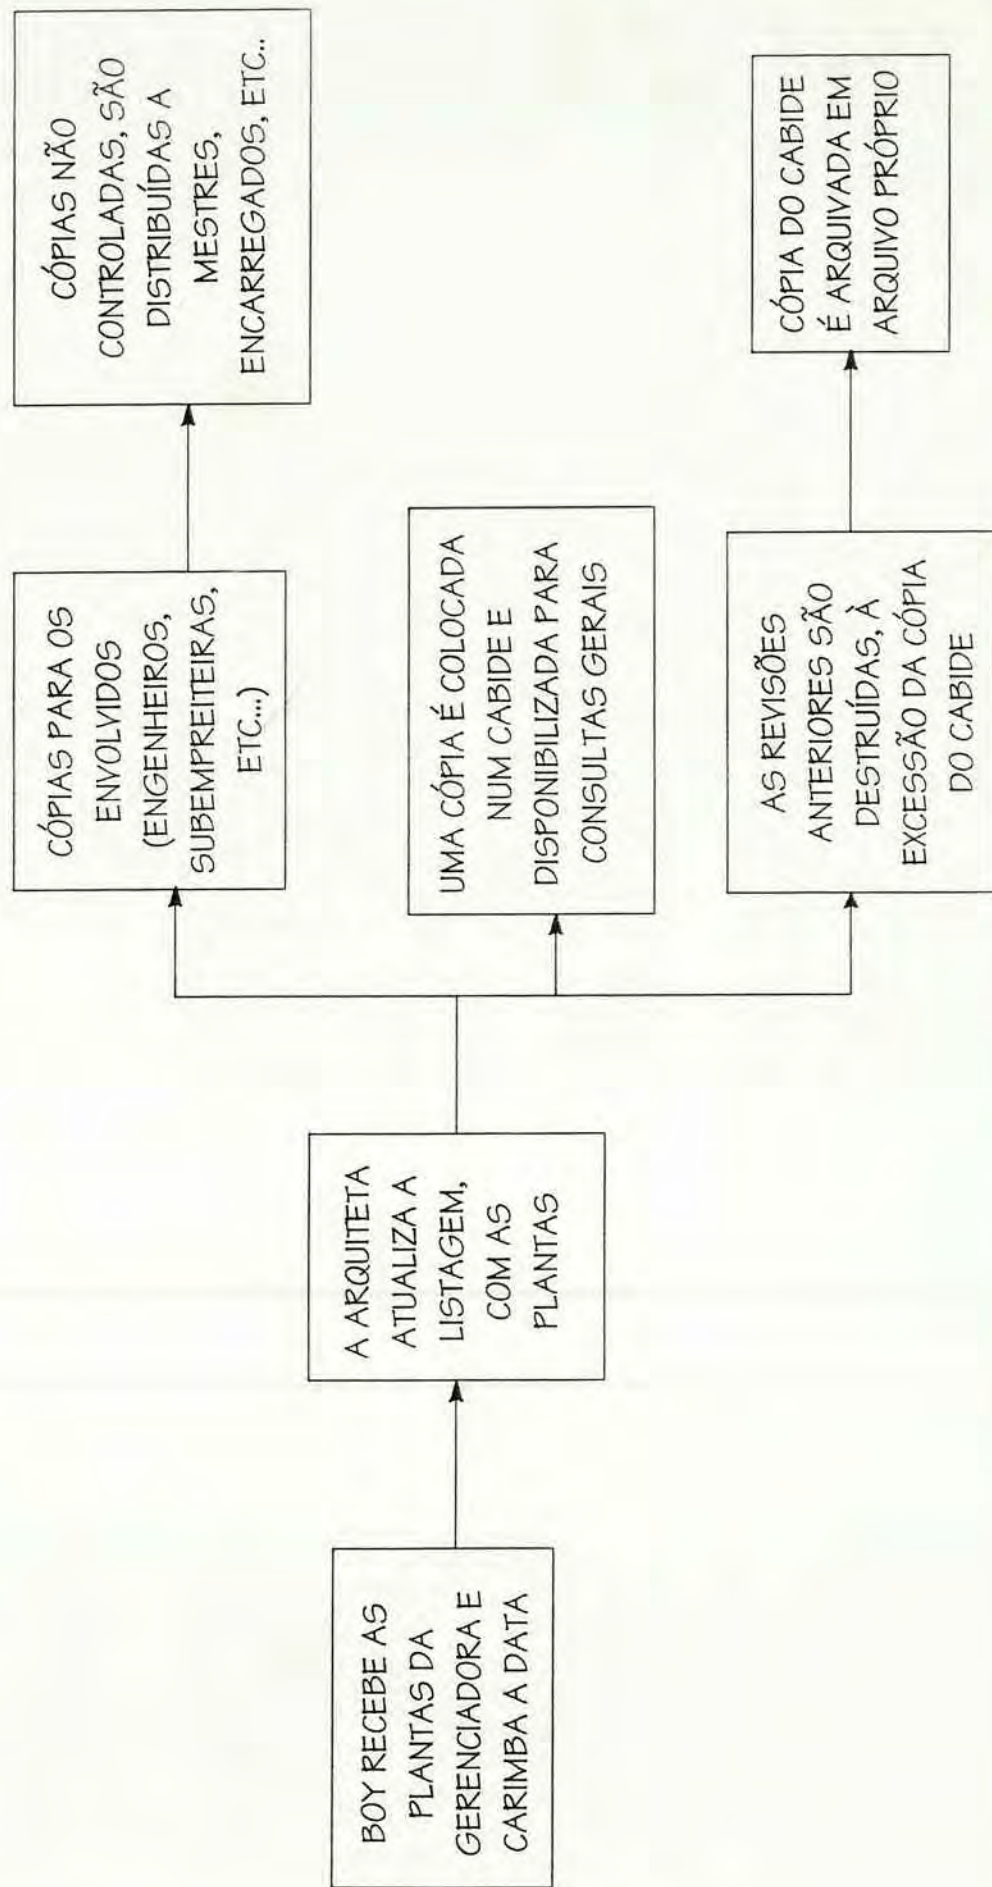 BOY RECEBE AS
PLANTAS DA
GERENCIADORA E
CARIMBA A DATA
A ARQUITETA
ATUALIZA A
LISTAGEM,
COM AS
PLANTAS
CÓPIAS PARA OS
ENVOLVIDOS
(ENGENHEIROS,
SUBEMPREITEIRAS,
ETC....)
CÓPIAS NÃO
CONTROLADAS, SÃO
DISTRIBUÍDAS A
MESTRES,
ENCARREGADOS, ETC..
UMA CÓPIA É COLOCADA
NUM CABIDE E
DISPONIBILIZADA PARA
CONSULTAS GERAIS
AS REVISÕES
ANTERIORES SÃO
DESTRUÍDAS, À
EXCESSÃO DA CÓPIA
DO CABIDE
CÓPIA DO CABIDE
É ARQUIVADA EM
ARQUIVO PRÓPRIO